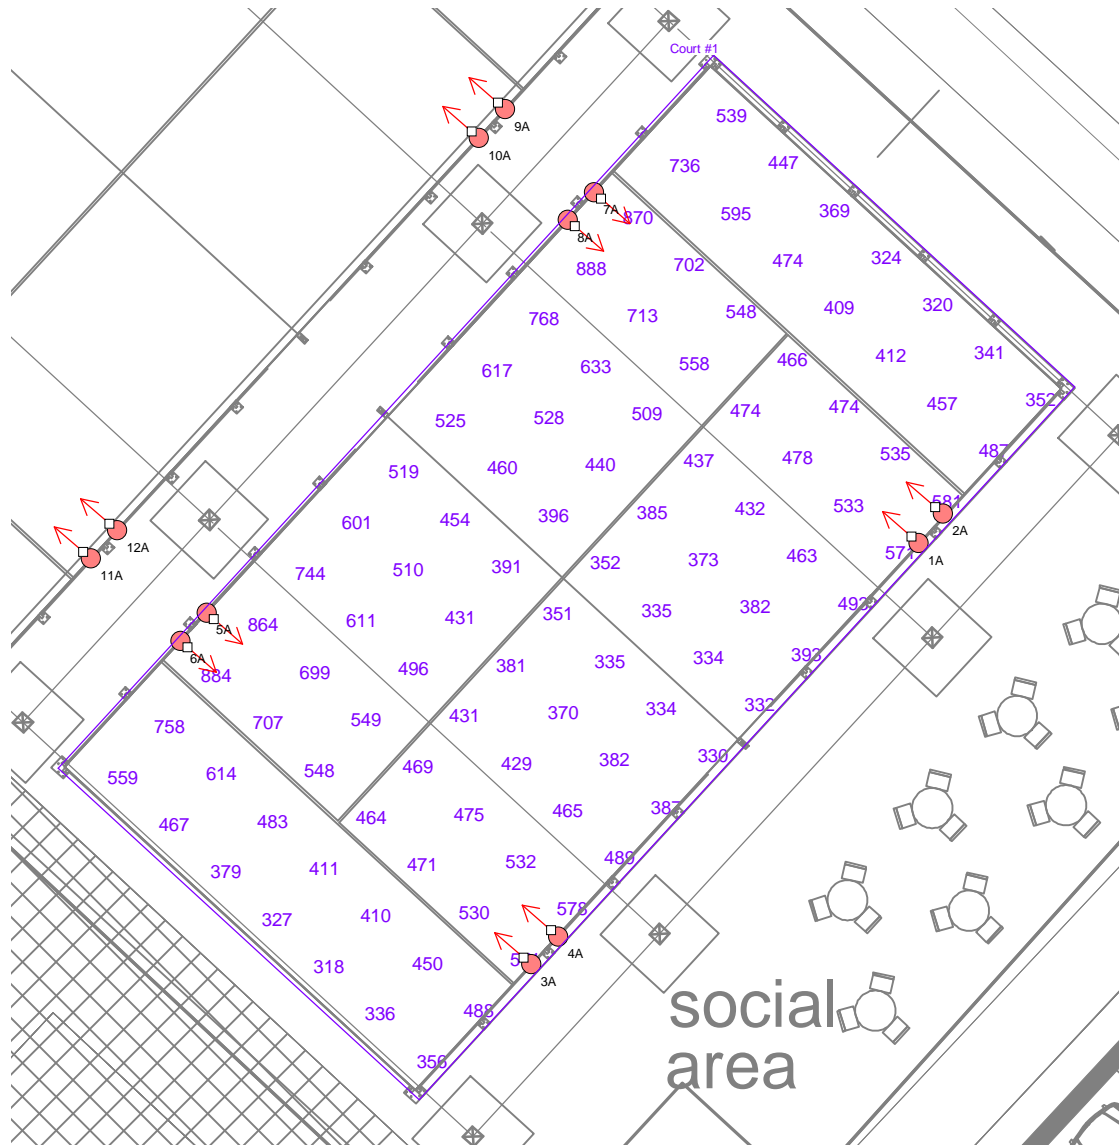 Court #1
539
9A
10A
736 447
7A
870 595 369
8A
888 702 474 324
768 713 548 409 320
617 633 558 466 412 341
525 528 509 474 474 457 352
519 460 440 437 478 535 487
601 454 396 385 432 533 581
2A
12A
744 510 391 352 373 463 571
1A
11A
864 611 431 351 335 382 493
5A
884 699 496 381 335 334 393
6A
758 707 549 431 370 334 332
559 614 548 469 429 382 330
467 483 464 475 465 387
379 411 471 532 489
327 410 530 578
4A
318 450
3A
336 488
356
social
area